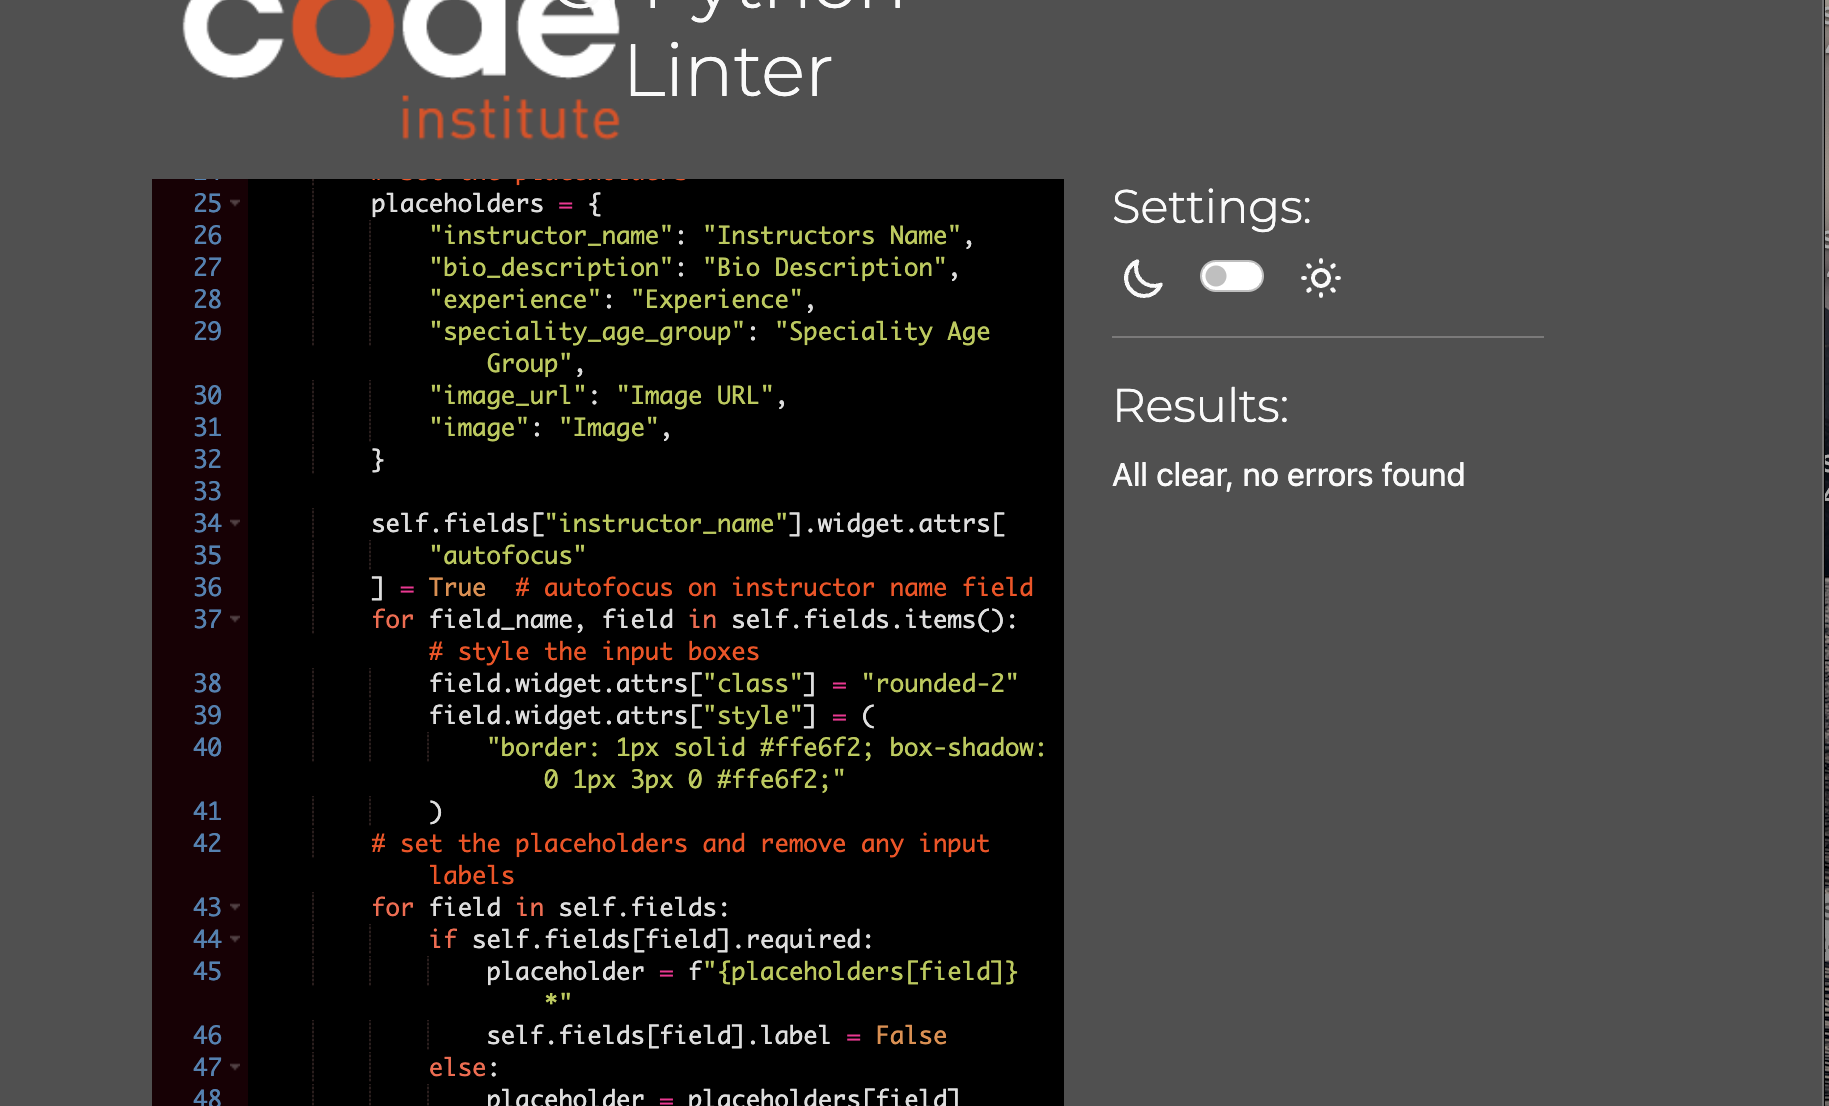 code
institute
Python
Linter
25 placeholders = {
26 "instructor_name": "Instructors Name",
27 "bio_description": "Bio Description",
28 "experience": "Experience",
29 "speciality_age_group": "Speciality Age
Group",
30 "image_url": "Image URL",
31 "image": "Image",
32 }
33
34 self.fields["instructor_name"].widget.attrs[
35 "autofocus"
36 ] = True  # autofocus on instructor name field
37 for field_name, field in self.fields.items():
# style the input boxes
38 field.widget.attrs["class"] = "rounded-2"
39 field.widget.attrs["style"] = (
40 "border: 1px solid #ffe6f2; box-shadow:
0 1px 3px 0 #ffe6f2;"
41 )
42 # set the placeholders and remove any input
labels
43 for field in self.fields:
44 if self.fields[field].required:
45 placeholder = f"{placeholders[field]}
*"
46 self.fields[field].label = False
47 else:
48 placeholder = placeholders[field]
Settings:
Results:
All clear, no errors found